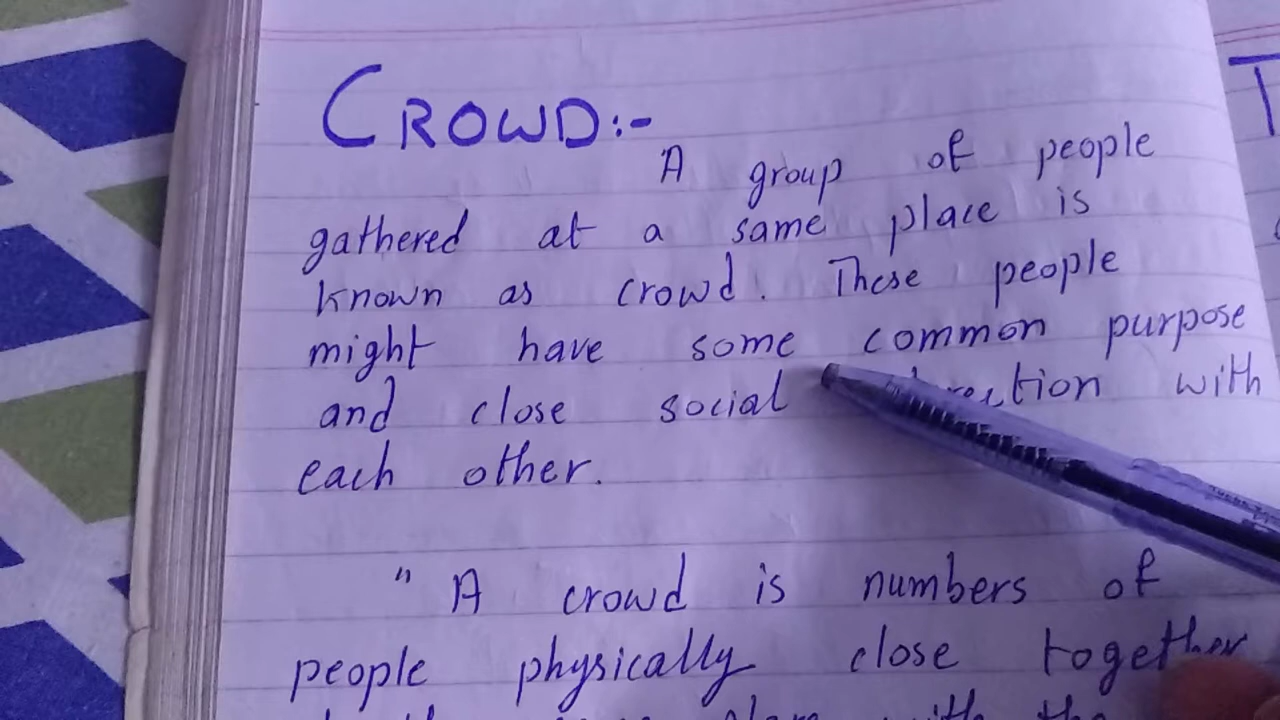 CROWD:-
A group of people
gathered at a same place is
known as crowd. These people
might have some common purpose
and close social with
each other.
" A crowd is numbers of
people physically close together